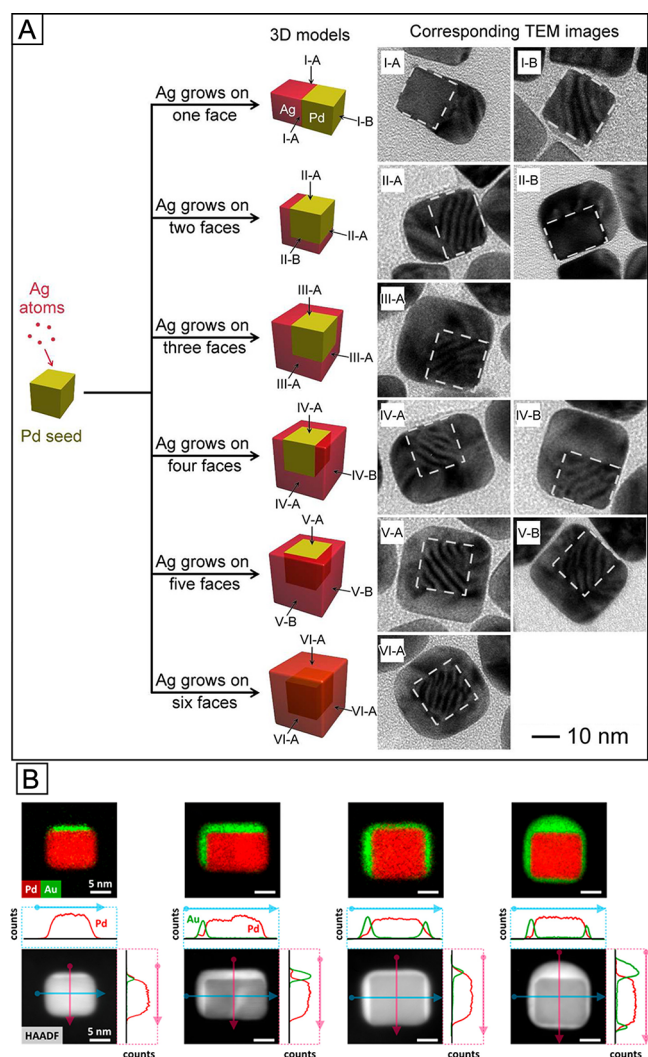 A
3D models
Corresponding TEM images
Ag grows on
one face
I-A
Ag
Pd
I-B
I-A
I-A
I-B
Ag grows on
two faces
II-A
II-A
II-B
II-A
II-B
Ag grows on
three faces
III-A
III-A
III-A
III-A
Ag
atoms
Pd seed
Ag grows on
four faces
IV-A
IV-B
IV-A
IV-A
IV-B
Ag grows on
five faces
V-A
V-B
V-B
V-A
V-B
Ag grows on
six faces
VI-A
VI-A
VI-A
VI-A
10 nm
B
Pd Au
5 nm
counts
Pd
counts
Au
Pd
counts
counts
HAADF
5 nm
counts
counts
counts
counts